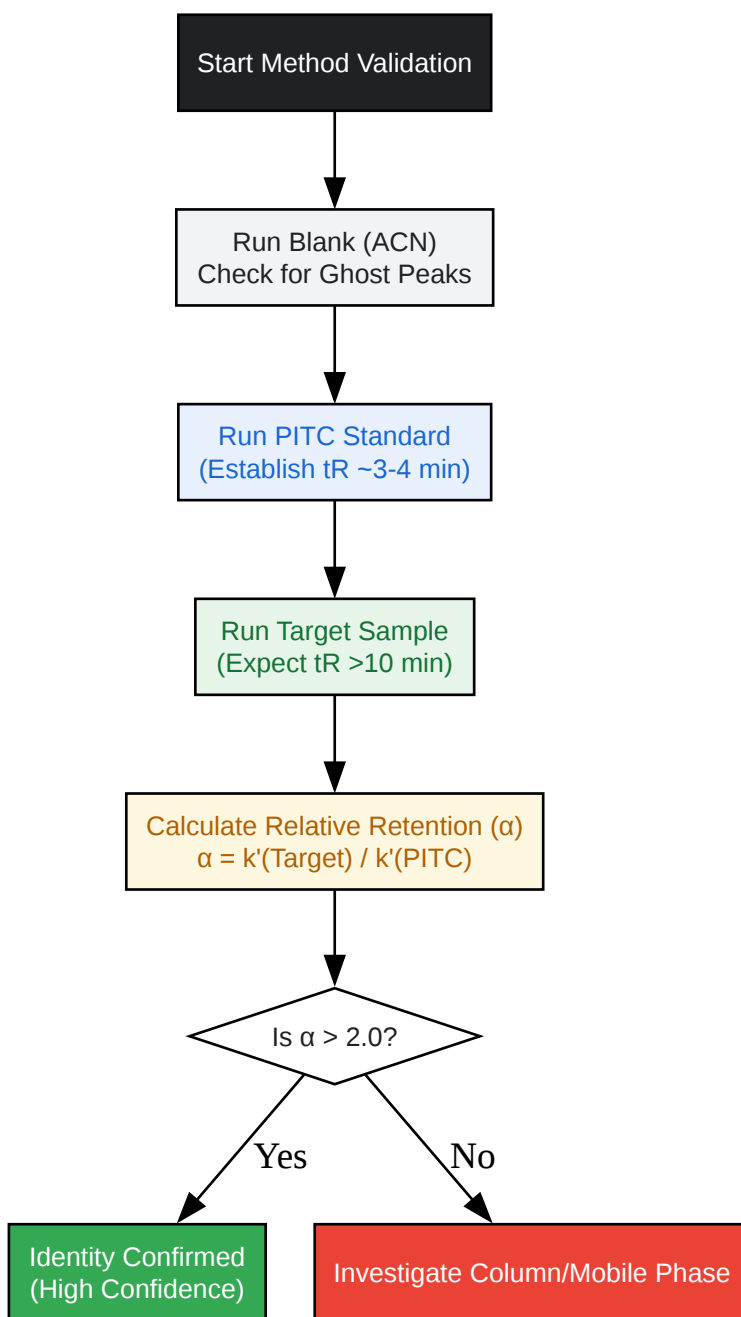 Start Method Validation
Run Blank (ACN)
Check for Ghost Peaks
Run PITC Standard
(Establish tR ~3-4 min)
Run Target Sample
(Expect tR >10 min)
Calculate Relative Retention (α)
α = k'(Target) / k'(PITC)
Is α > 2.0?
Yes
No
Identity Confirmed
(High Confidence)
Investigate Column/Mobile Phase